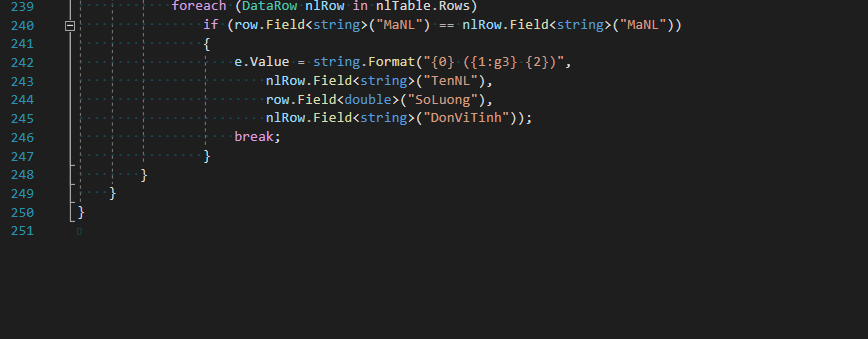 239 foreach (DataRow nlRow in nlTable.Rows)
240 if (row.Field<string>("MaNL") == nlRow.Field<string>("MaNL"))
241 {
242 e.Value = string.Format("{0} ({1:g3} {2})",
243 nlRow.Field<string>("TenNL"),
244 row.Field<double>("SoLuong"),
245 nlRow.Field<string>("DonViTinh"));
246 break;
247 }
248 }
249 }
250 }
251